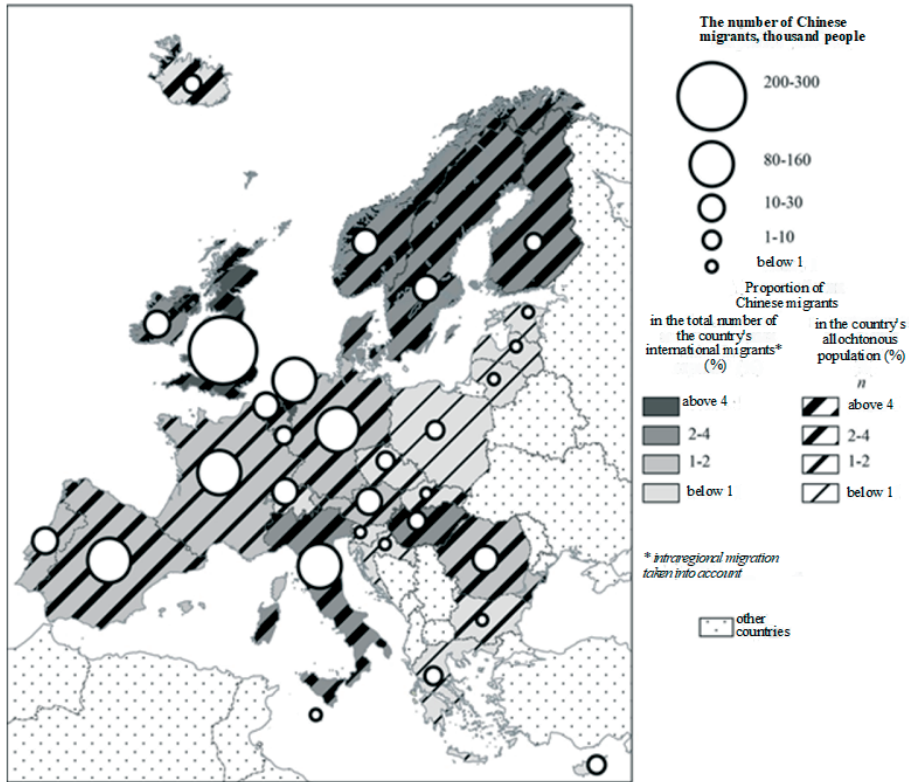 The number of Chinese
migrants, thousand people
200-300
80-160
10-30
1-10
below 1
Proportion of
Chinese migrants
in the total number of
the country's
international migrants*
(%)
in the country's
allochtonous
population (%)
n
above 4
above 4
2-4
2-4
1-2
1-2
below 1
below 1
* intraregional migration
taken into account
other
countries